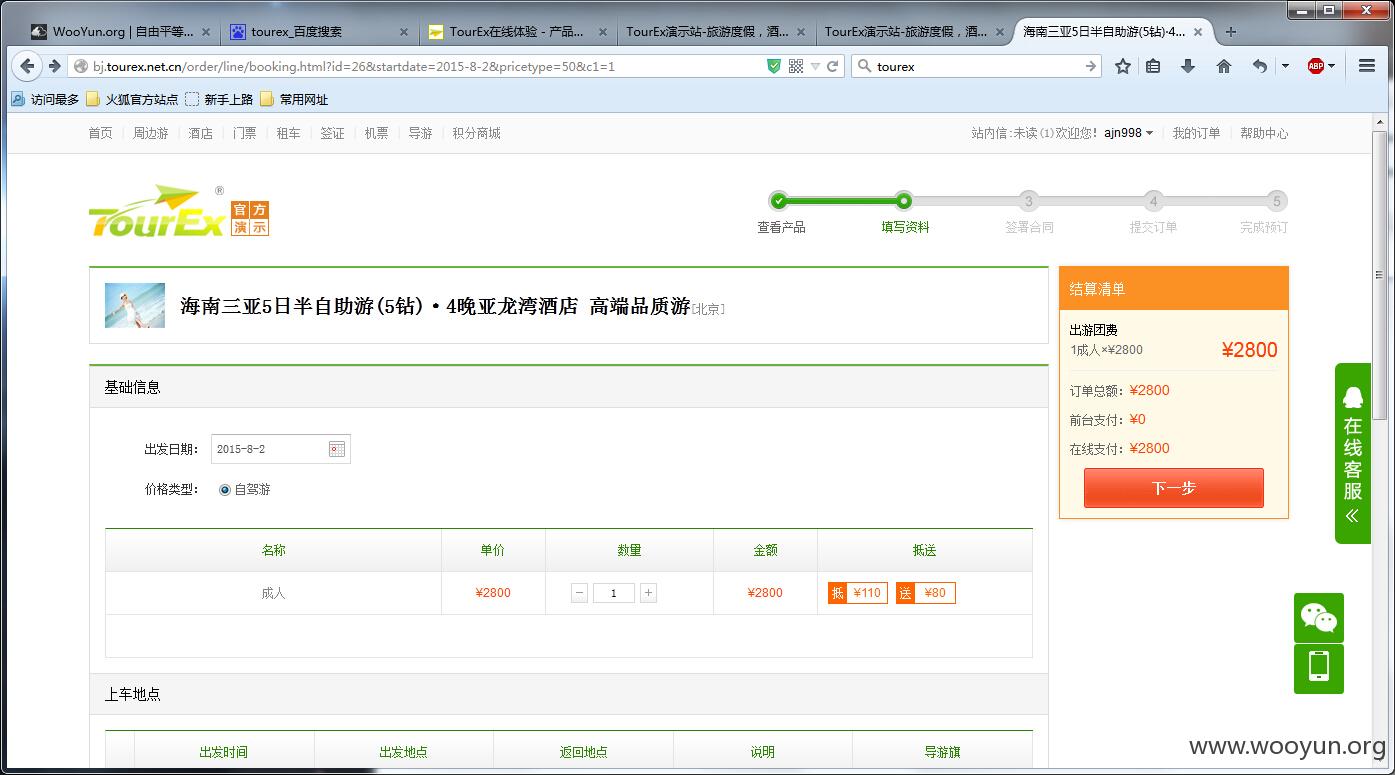 WooYun.org | 自由平等... tourex_百度搜索 TourEx在线体验 - 产品... TourEx演示站-旅游度假，酒... TourEx演示站-旅游度假，酒... 海南三亚5日半自助游(5钻)·4...
bj.tourex.net.cn/order/line/booking.html?id=26&startdate=2015-8-2&pricetype=50&c1=1 tourex ABP
访问最多 火狐官方站点 新手上路 常用网址
首页 周边游 酒店 门票 租车 签证 机票 导游 积分商城 站内信:未读(1)欢迎您! ajn998 我的订单 帮助中心
TourEx® 官方演示
3 4 5
查看产品 填写资料 签署合同 提交订单 完成预订
海南三亚5日半自助游(5钻)·4晚亚龙湾酒店 高端品质游[北京]
结算清单
出游团费
1成人×¥2800 ¥2800
订单总额: ¥2800
前台支付: ¥0
在线支付: ¥2800
下一步
基础信息
出发日期: 2015-8-2
价格类型: 自驾游
名称 单价 数量 金额 抵送
成人 ¥2800 − 1 + ¥2800 抵 ¥110 送 ¥80
上车地点
出发时间 出发地点 返回地点 说明 导游旗
在线客服
www.wooyun.org